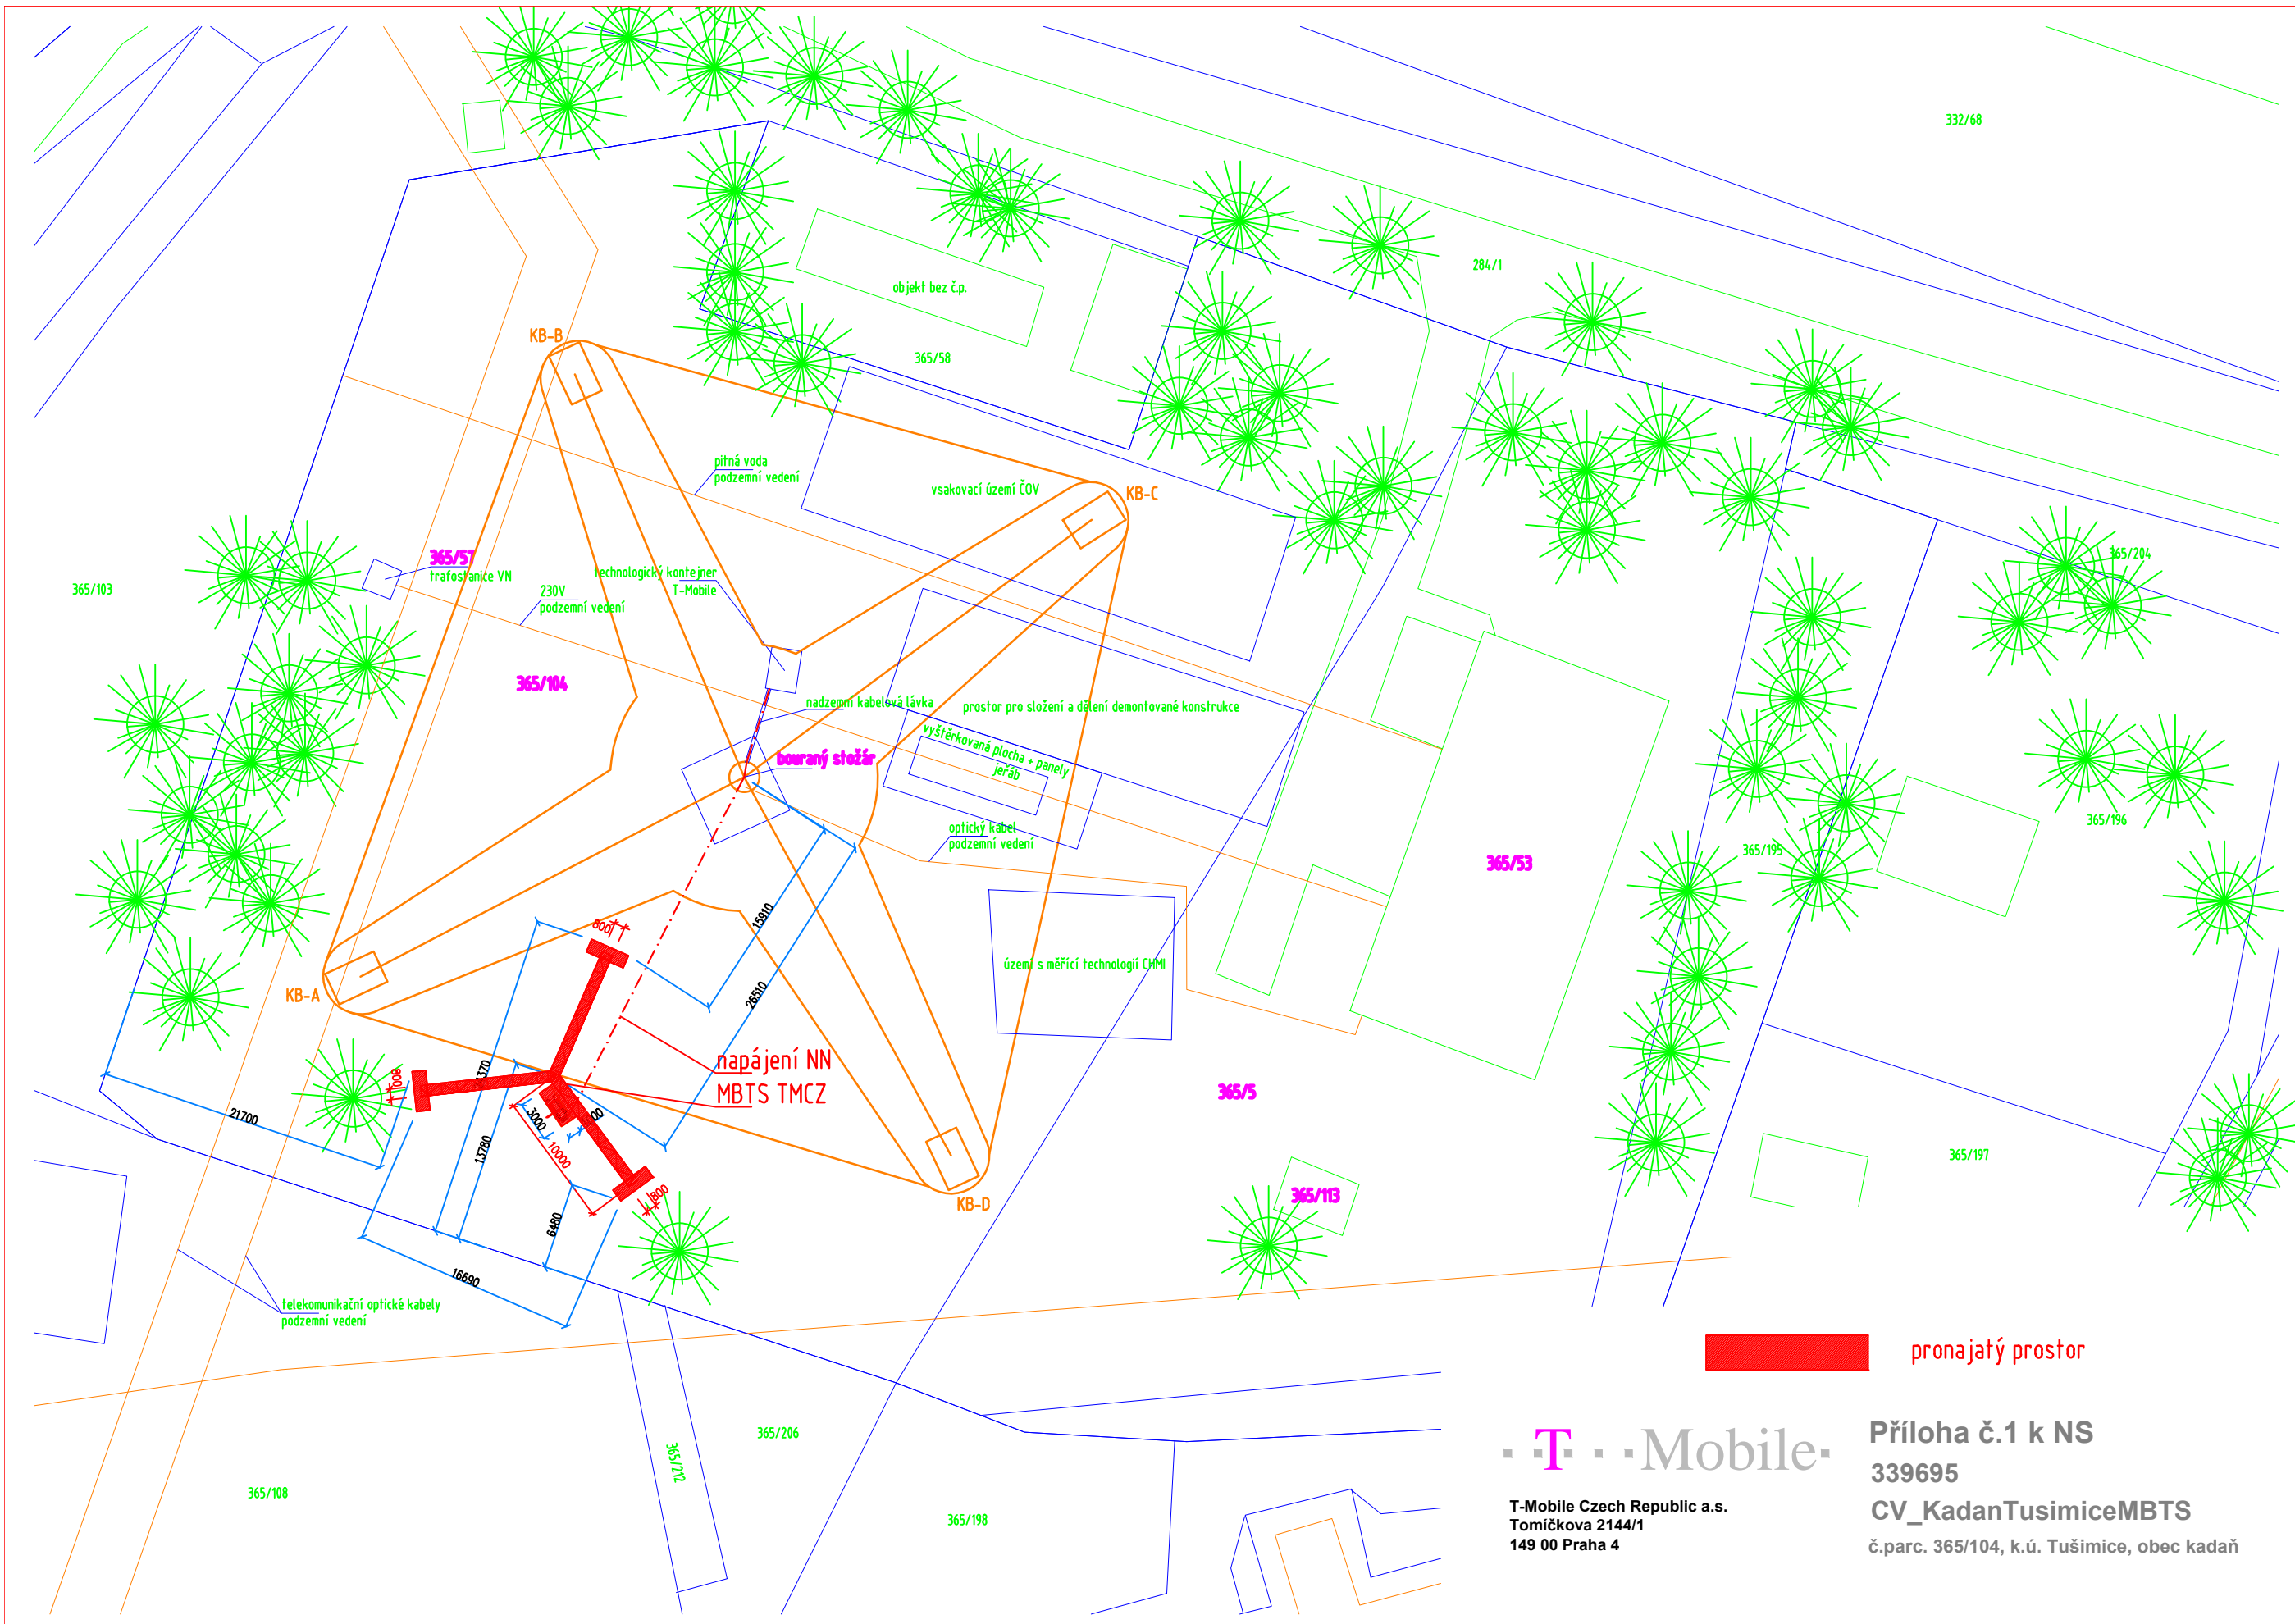 332/68
284/1
objekt bez č.p.
365/58
KB-B
pitná voda
podzemní vedení
vsakovací území ČOV
KB-C
365/57
trafostanice VN
technologický kontejner
T-Mobile
230V
podzemní vedení
365/103
365/204
365/104
nadzemní kabelová lávka
prostor pro složení a dělení demontované konstrukce
vyštěrkovaná plocha + panely
jeřáb
bouraný stožár
optický kabel
podzemní vedení
365/53
365/195
365/196
15910
800
26510
území s měřící technologií CHMI
KB-A
napájení NN
MBTS TMCZ
800
21700
3000
10000
13780
365/5
365/197
800
365/113
KB-D
6480
16690
telekomunikační optické kabely
podzemní vedení
pronajatý prostor
365/206
365/212
365/108
365/198
T Mobile
T-Mobile Czech Republic a.s.
Tomíčkova 2144/1
149 00 Praha 4
Příloha č.1 k NS
339695
CV_KadanTusimiceMBTS
č.parc. 365/104, k.ú. Tušimice, obec kadaň